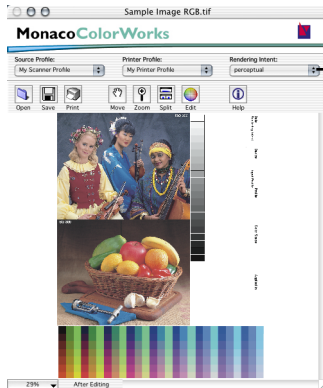 Sample Image RGB.tif
MonacoColorWorks
Source Profile:
Printer Profile:
Rendering Intent:
My Scanner Profile
My Printer Profile
perceptual
Open
Save
Print
Move
Zoom
Split
Edit
Help
29%
After Editing